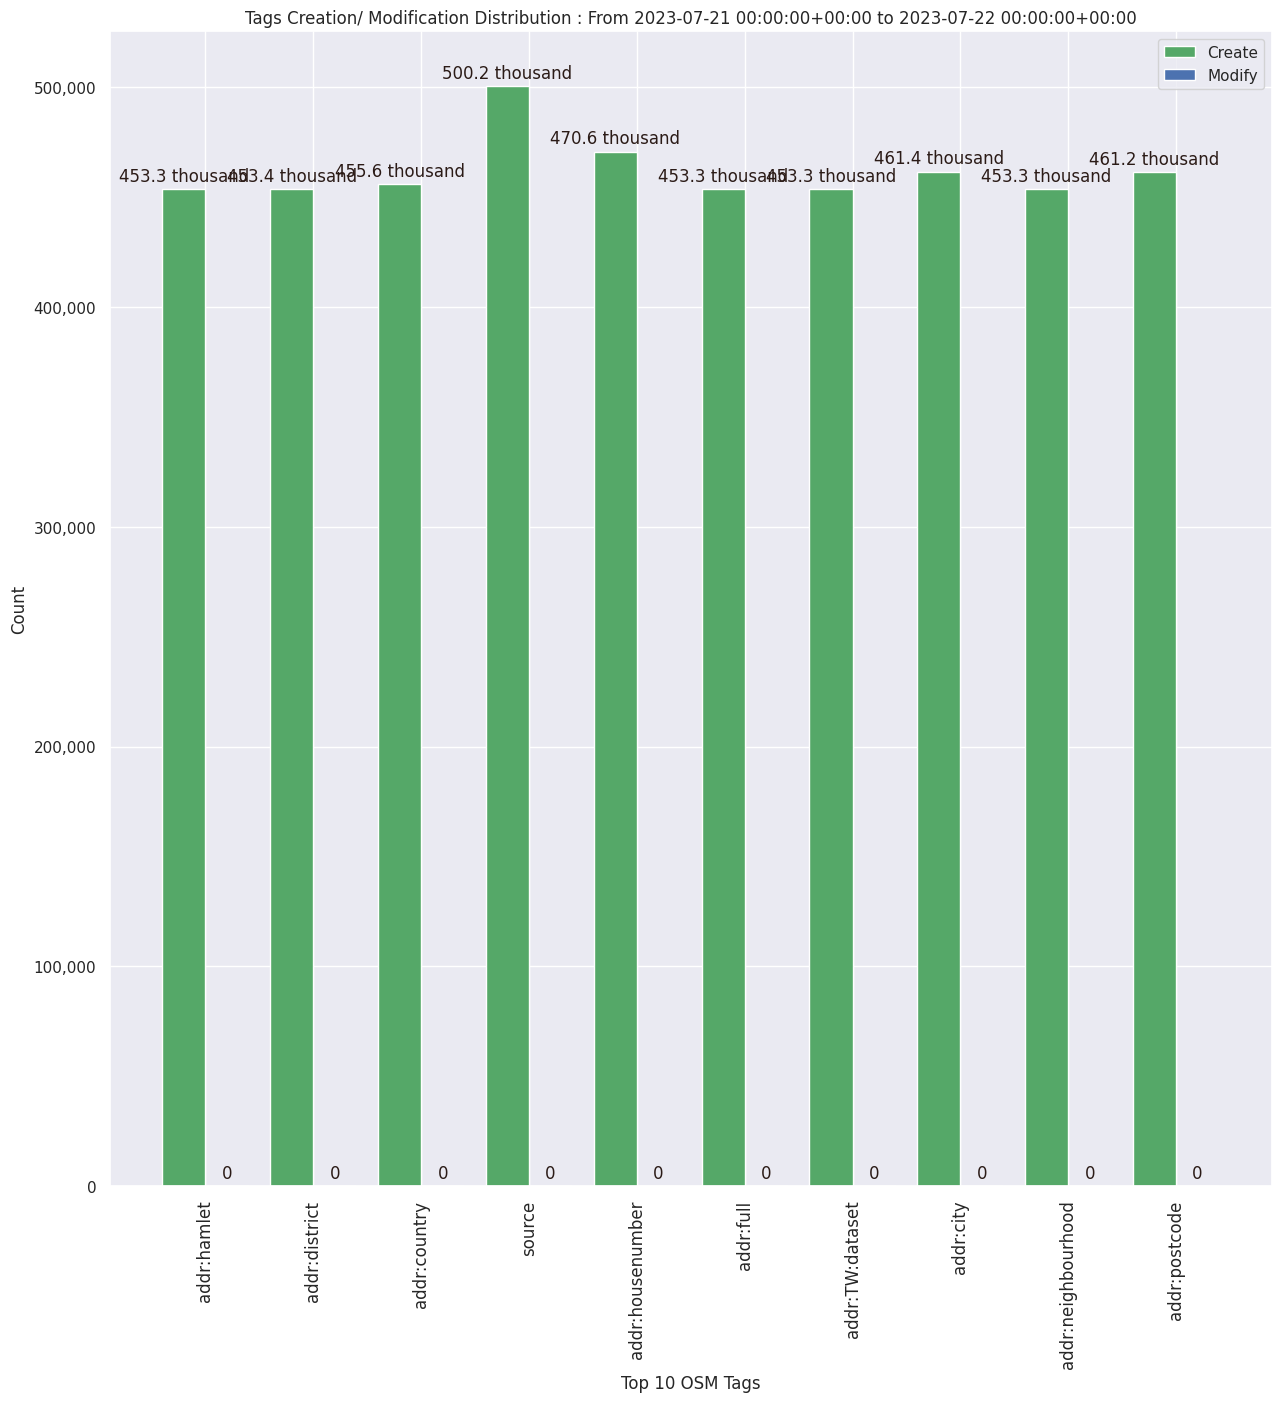 Tags Creation/ Modification Distribution : From 2023-07-21 00:00:00+00:00 to 2023-07-22 00:00:00+00:00
Create
Modify
500,000
400,000
300,000
200,000
100,000
0
Count
453.3 thousand
453.4 thousand
455.6 thousand
500.2 thousand
470.6 thousand
453.3 thousand
453.3 thousand
461.4 thousand
453.3 thousand
461.2 thousand
0
0
0
0
0
0
0
0
0
0
addr:hamlet
addr:district
addr:country
source
addr:housenumber
addr:full
addr:TW:dataset
addr:city
addr:neighbourhood
addr:postcode
Top 10 OSM Tags